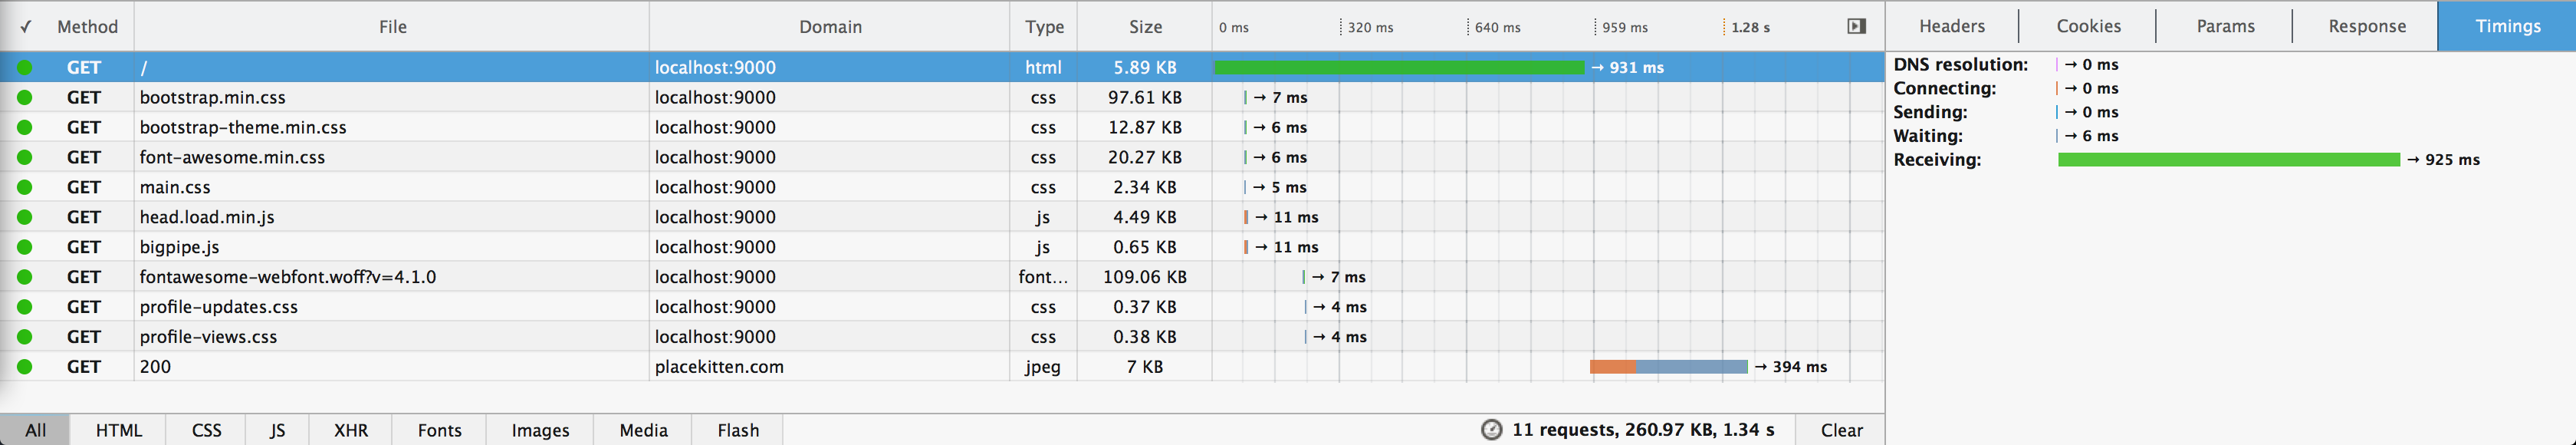 ✓ Method File Domain Type Size 0 ms 320 ms 640 ms 959 ms 1.28 s
GET / localhost:9000 html 5.89 KB → 931 ms
GET bootstrap.min.css localhost:9000 css 97.61 KB → 7 ms
GET bootstrap-theme.min.css localhost:9000 css 12.87 KB → 6 ms
GET font-awesome.min.css localhost:9000 css 20.27 KB → 6 ms
GET main.css localhost:9000 css 2.34 KB → 5 ms
GET head.load.min.js localhost:9000 js 4.49 KB → 11 ms
GET bigpipe.js localhost:9000 js 0.65 KB → 11 ms
GET fontawesome-webfont.woff?v=4.1.0 localhost:9000 font… 109.06 KB → 7 ms
GET profile-updates.css localhost:9000 css 0.37 KB → 4 ms
GET profile-views.css localhost:9000 css 0.38 KB → 4 ms
GET 200 placekitten.com jpeg 7 KB → 394 ms
All HTML CSS JS XHR Fonts Images Media Flash 11 requests, 260.97 KB, 1.34 s Clear
Headers Cookies Params Response Timings
DNS resolution: → 0 ms
Connecting: → 0 ms
Sending: → 0 ms
Waiting: → 6 ms
Receiving: → 925 ms